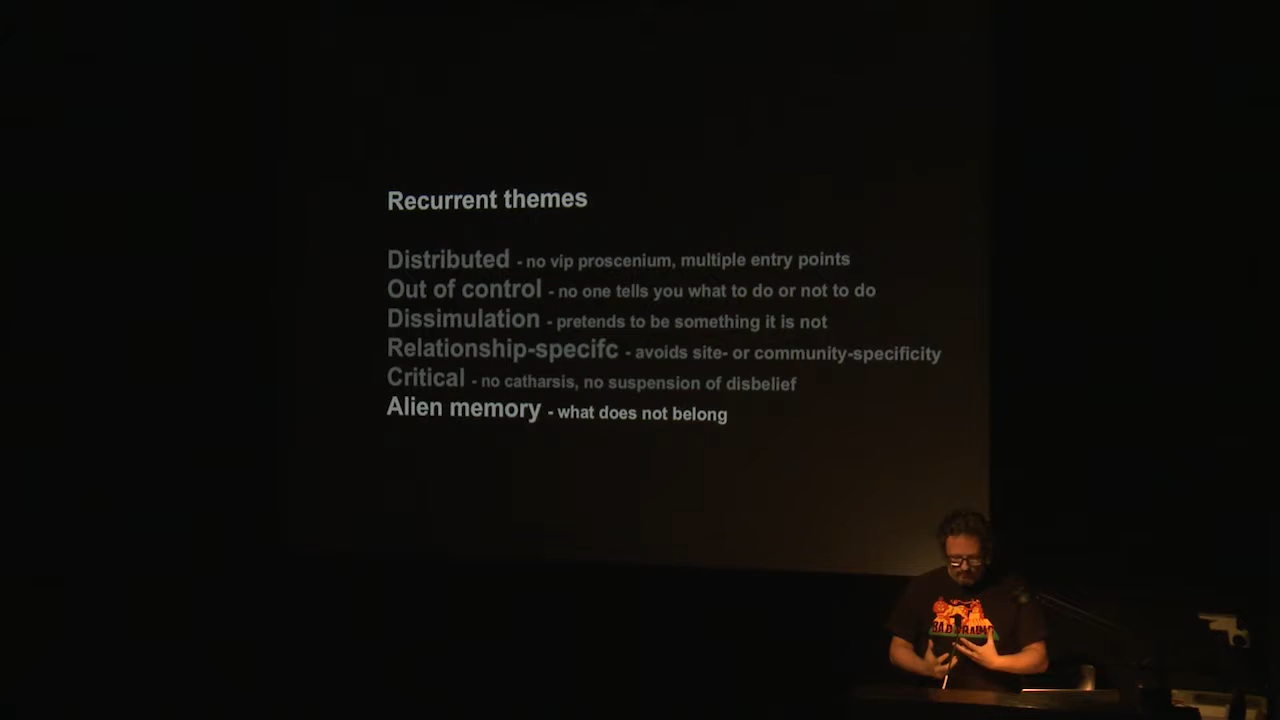 Recurrent themes
Distributed - no vip proscenium, multiple entry points
Out of control - no one tells you what to do or not to do
Dissimulation - pretends to be something it is not
Relationship-specifc - avoids site- or community-specificity
Critical - no catharsis, no suspension of disbelief
Alien memory - what does not belong
BAD